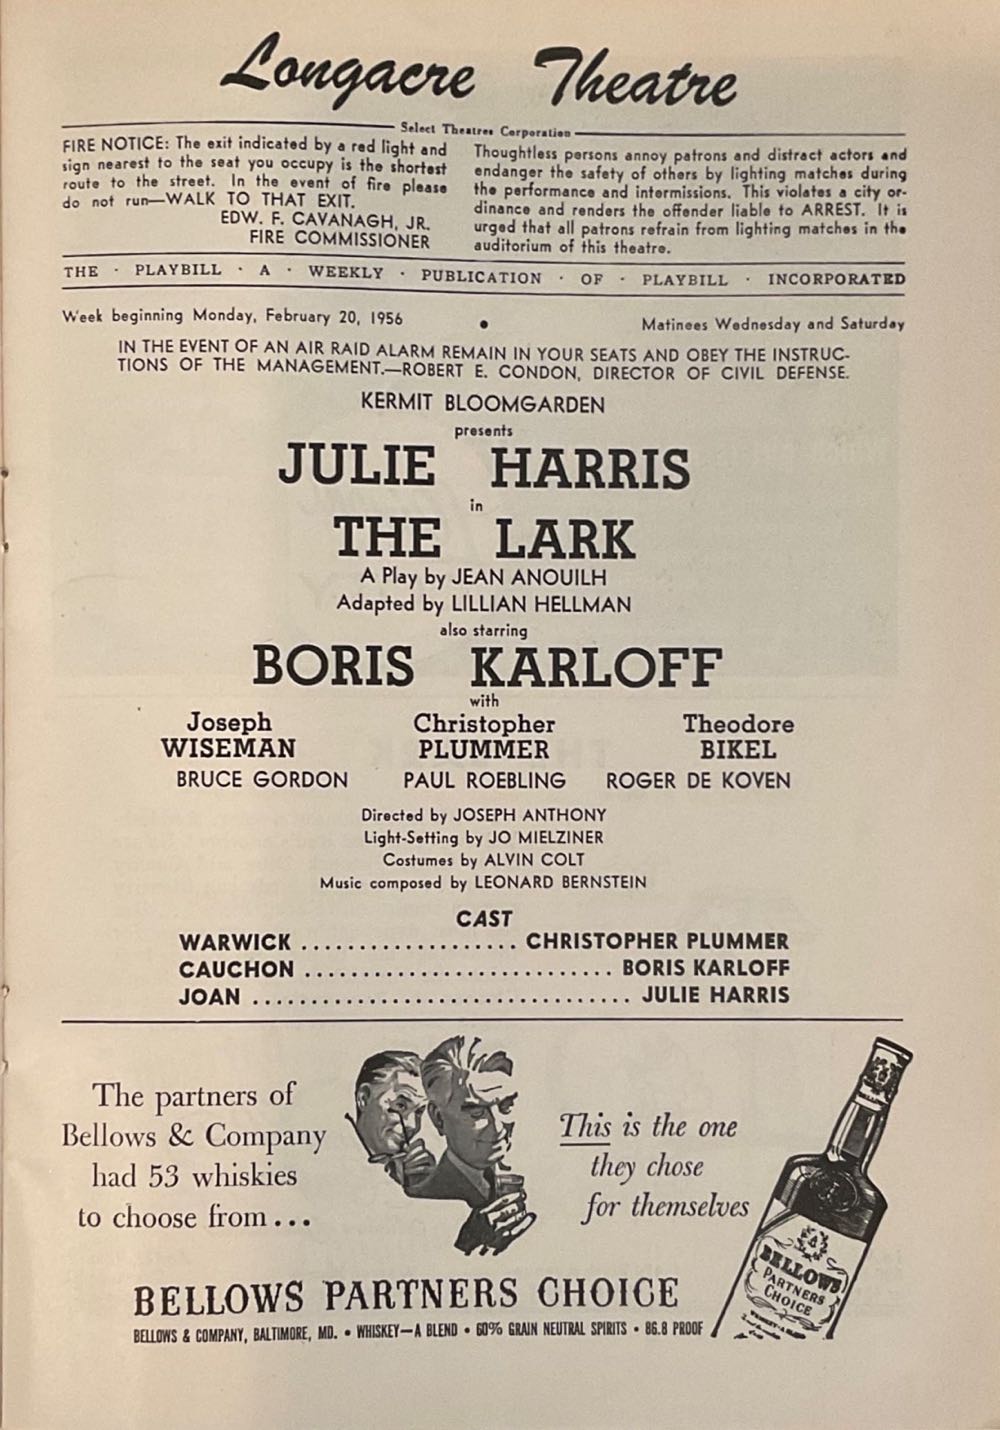 Longacre Theatre
Select Theatres Corporation
FIRE NOTICE: The exit indicated by a red light and
sign nearest to the seat you occupy is the shortest
route to the street. In the event of fire please
do not run—WALK TO THAT EXIT.
EDW. F. CAVANAGH, JR.
FIRE COMMISSIONER
Thoughtless persons annoy patrons and distract actors and
endanger the safety of others by lighting matches during
the performance and intermissions. This violates a city or-
dinance and renders the offender liable to ARREST. It is
urged that all patrons refrain from lighting matches in the
auditorium of this theatre.
THE · PLAYBILL · A · WEEKLY · PUBLICATION · OF · PLAYBILL · INCORPORATED
Week beginning Monday, February 20, 1956 • Matinees Wednesday and Saturday
IN THE EVENT OF AN AIR RAID ALARM REMAIN IN YOUR SEATS AND OBEY THE INSTRUC-
TIONS OF THE MANAGEMENT.—ROBERT E. CONDON, DIRECTOR OF CIVIL DEFENSE.
KERMIT BLOOMGARDEN
presents
JULIE HARRIS
in
THE LARK
A Play by JEAN ANOUILH
Adapted by LILLIAN HELLMAN
also starring
BORIS KARLOFF
with
Joseph Christopher Theodore
WISEMAN PLUMMER BIKEL
BRUCE GORDON PAUL ROEBLING ROGER DE KOVEN
Directed by JOSEPH ANTHONY
Light-Setting by JO MIELZINER
Costumes by ALVIN COLT
Music composed by LEONARD BERNSTEIN
CAST
WARWICK .................... CHRISTOPHER PLUMMER
CAUCHON ............................. BORIS KARLOFF
JOAN ................................... JULIE HARRIS
The partners of
Bellows & Company
had 53 whiskies
to choose from...
This is the one
they chose
for themselves
BELLOWS
PARTNERS
CHOICE
BELLOWS PARTNERS CHOICE
BELLOWS & COMPANY, BALTIMORE, MD. • WHISKEY—A BLEND • 60% GRAIN NEUTRAL SPIRITS • 86.8 PROOF